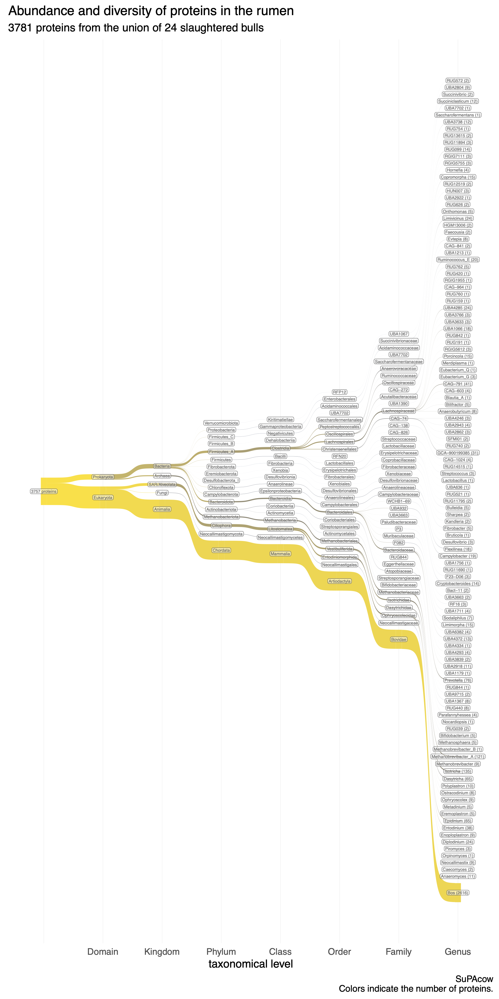 Abundance and diversity of proteins in the rumen
3781 proteins from the union of 24 slaughtered bulls
3757 proteins
Prokaryota
Eukaryota
Bacteria
Archaea
SAR/Alveolata
Fungi
Animalia
Verrucomicrobiota
Proteobacteria
Firmicutes_C
Firmicutes_B
Firmicutes_A
Firmicutes
Fibrobacterota
Eremiobacterota
Desulfobacterota_I
Chloroflexota
Campylobacterota
Bacteroidota
Actinobacteriota
Methanobacteriota
Ciliophora
Neocallimastigomycota
Chordata
Kiritimatiellae
Gammaproteobacteria
Negativicutes
Dehalobacteriia
Clostridia
Bacilli
Fibrobacteria
Xenobia
Desulfovibrionia
Anaerolineae
Epsilonproteobacteria
Bacteroidia
Coriobacteriia
Actinomycetia
Methanobacteria
Litostomatea
Neocallimastigomycetes
Mammalia
RFP12
Enterobacterales
Acidaminococcales
UBA7702
Saccharofermentanales
Peptostreptococcales
Oscillospirales
Lachnospirales
Christensenellales
RFN20
Lactobacillales
Erysipelotrichales
Fibrobacterales
Xenobiales
Desulfovibrionales
Anaerolineales
Campylobacterales
Bacteroidales
Coriobacteriales
Streptosporangiales
Actinomycetales
Methanobacteriales
Vestibuliferida
Entodiniomorphida
Neocallimastigales
Artiodactyla
UBA1067
Succinivibrionaceae
Acidaminococcaceae
UBA7702
Saccharofermentanaceae
Anaerovoracaceae
Ruminococcaceae
Oscillospiraceae
CAG-272
Acutalibacteraceae
UBA1390
Lachnospiraceae
CAG-74
CAG-138
CAG-826
Streptococcaceae
Lactobacillaceae
Erysipelotrichaceae
Coprobacillaceae
Fibrobacteraceae
Xenobiaceae
Desulfovibrionaceae
Anaerolineaceae
Campylobacteraceae
WCHB1-69
UBA932
UBA3663
Paludibacteraceae
P3
Muribaculaceae
F082
Bacteroidaceae
RUG844
Eggerthellaceae
Atopobiaceae
Streptosporangiaceae
Bifidobacteriaceae
Methanobacteriaceae
Isotrichidae
Dasytrichidae
Ophryoscolecidae
Neocallimastigaceae
Bovidae
RUG572 (2)
UBA2804 (9)
Succinivibrio (2)
Succiniclasticum (12)
UBA7702 (1)
Saccharofermentans (1)
UBA3738 (12)
RUG754 (1)
RUG13615 (2)
RUG11894 (3)
RUG099 (14)
RGIG7111 (3)
RGIG5755 (3)
Hornefia (4)
Copromorpha (15)
RUG12519 (2)
HUN007 (3)
UBA2922 (1)
RUG626 (2)
Onthomonas (5)
Limivicinus (24)
HGM13006 (2)
Faecousia (2)
Evtepia (8)
CAG-841 (2)
UBA1213 (1)
Ruminococcus_E (20)
RUG762 (5)
RUG420 (1)
RGIG1955 (1)
CAG-964 (1)
RUG760 (1)
RUG159 (1)
UBA4285 (24)
UBA3766 (3)
UBA3633 (3)
UBA1066 (18)
RUG842 (1)
RUG191 (1)
RGIG5612 (3)
Porcincola (15)
Merdiplasma (1)
Eubacterium_Q (1)
Eubacterium_G (3)
CAG-791 (41)
CAG-603 (4)
Blautia_A (1)
Bilifractor (5)
Anaerobutyricum (8)
UBA4246 (3)
UBA2943 (4)
UBA2862 (3)
SFMI01 (2)
RUG740 (2)
GCA-900199385 (31)
CAG-1024 (4)
RUG14515 (1)
Streptococcus (3)
Lactobacillus (1)
UBA636 (1)
RUG521 (1)
RUG11795 (2)
Bulleidia (5)
Sharpea (2)
Kandleria (2)
Fibrobacter (5)
Bruticola (1)
Desulfovibrio (3)
Flexilinea (18)
Campylobacter (19)
UBA1756 (1)
RUG11690 (1)
F23-D06 (3)
Cryptobacteroides (14)
Bact-11 (2)
UBA3663 (2)
RF16 (3)
UBA1711 (4)
Sodaliphilus (7)
Limimorpha (15)
UBA6382 (4)
UBA4372 (13)
UBA4334 (1)
UBA4293 (4)
UBA3839 (2)
UBA2918 (11)
UBA1179 (1)
Prevotella (76)
RUG844 (1)
UBA9715 (2)
UBA1367 (8)
RUG440 (8)
Parafannyhessea (4)
Nocardiopsis (1)
RUG039 (2)
Bifidobacterium (5)
Methanosphaera (5)
Methanobrevibacter_B (1)
Methanobrevibacter_A (121)
Methanobrevibacter (9)
Isotricha (135)
Dasytricha (65)
Polyplastron (10)
Ostracodinium (8)
Ophryoscolex (9)
Metadinium (5)
Eremoplastron (5)
Epidinium (65)
Entodinium (38)
Enoploplastron (9)
Diplodinium (24)
Piromyces (3)
Orpinomyces (1)
Neocallimastix (9)
Caecomyces (2)
Anaeromyces (11)
Bos (2616)
Domain Kingdom Phylum Class Order Family Genus
taxonomical level
SuPAcow
Colors indicate the number of proteins.